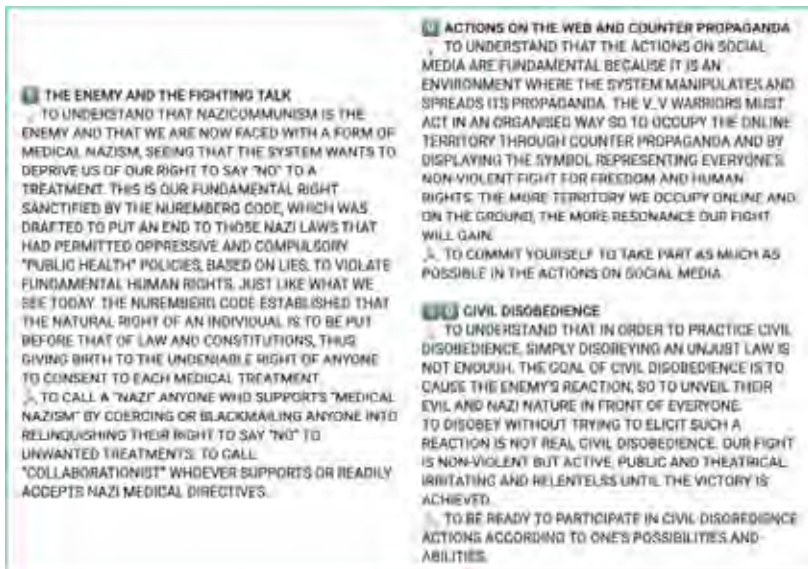 THE ENEMY AND THE FIGHTING TALK
TO UNDERSTAND THAT NAZICOMMUNISM IS THE
ENEMY AND THAT WE ARE NOW FACED WITH A FORM OF
MEDICAL NAZISM, SEEING THAT THE SYSTEM WANTS TO
DEPRIVE US OF OUR RIGHT TO SAY "NO" TO A
TREATMENT. THIS IS OUR FUNDAMENTAL RIGHT
SANCTIFIED BY THE NUREMBERG CODE, WHICH WAS
DRAFTED TO PUT AN END TO THOSE NAZI LAWS THAT
HAD PERMITTED OPPRESSIVE AND COMPULSORY
"PUBLIC HEALTH" POLICIES, BASED ON LIES, TO VIOLATE
FUNDAMENTAL HUMAN RIGHTS. JUST LIKE WHAT WE
SEE TODAY. THE NUREMBERG CODE ESTABLISHED THAT
THE NATURAL RIGHT OF AN INDIVIDUAL IS TO BE PUT
BEFORE THAT OF LAW AND CONSTITUTIONS, THUS
GIVING BIRTH TO THE UNDENIABLE RIGHT OF ANYONE
TO CONSENT TO EACH MEDICAL TREATMENT.
TO CALL A "NAZI" ANYONE WHO SUPPORTS "MEDICAL
NAZISM" BY COERCING OR BLACKMAILING ANYONE INTO
RELINQUISHING THEIR RIGHT TO SAY "NO" TO
UNWANTED TREATMENTS. TO CALL
"COLLABORATIONIST" WHOEVER SUPPORTS OR READILY
ACCEPTS NAZI MEDICAL DIRECTIVES.
ACTIONS ON THE WEB AND COUNTER PROPAGANDA
TO UNDERSTAND THAT THE ACTIONS ON SOCIAL
MEDIA ARE FUNDAMENTAL BECAUSE IT IS AN
ENVIRONMENT WHERE THE SYSTEM MANIPULATES AND
SPREADS ITS PROPAGANDA. THE V_V WARRIORS MUST
ACT IN AN ORGANISED WAY SO TO OCCUPY THE ONLINE
TERRITORY THROUGH COUNTER PROPAGANDA AND BY
DISPLAYING THE SYMBOL REPRESENTING EVERYONE'S
NON-VIOLENT FIGHT FOR FREEDOM AND HUMAN
RIGHTS. THE MORE TERRITORY WE OCCUPY ONLINE AND
ON THE GROUND, THE MORE RESONANCE OUR FIGHT
WILL GAIN.
TO COMMIT YOURSELF TO TAKE PART AS MUCH AS
POSSIBLE IN THE ACTIONS ON SOCIAL MEDIA.
CIVIL DISOBEDIENCE
TO UNDERSTAND THAT IN ORDER TO PRACTICE CIVIL
DISOBEDIENCE, SIMPLY DISOBEYING AN UNJUST LAW IS
NOT ENOUGH. THE GOAL OF CIVIL DISOBEDIENCE IS TO
CAUSE THE ENEMY'S REACTION, SO TO UNVEIL THEIR
EVIL AND NAZI NATURE IN FRONT OF EVERYONE.
TO DISOBEY WITHOUT TRYING TO ELICIT SUCH A
REACTION IS NOT REAL CIVIL DISOBEDIENCE. OUR FIGHT
IS NON-VIOLENT BUT ACTIVE, PUBLIC AND THEATRICAL,
IRRITATING AND RELENTELSS UNTIL THE VICTORY IS
ACHIEVED.
TO BE READY TO PARTICIPATE IN CIVIL DISOBEDIENCE
ACTIONS ACCORDING TO ONE'S POSSIBILITIES AND
ABILITIES.